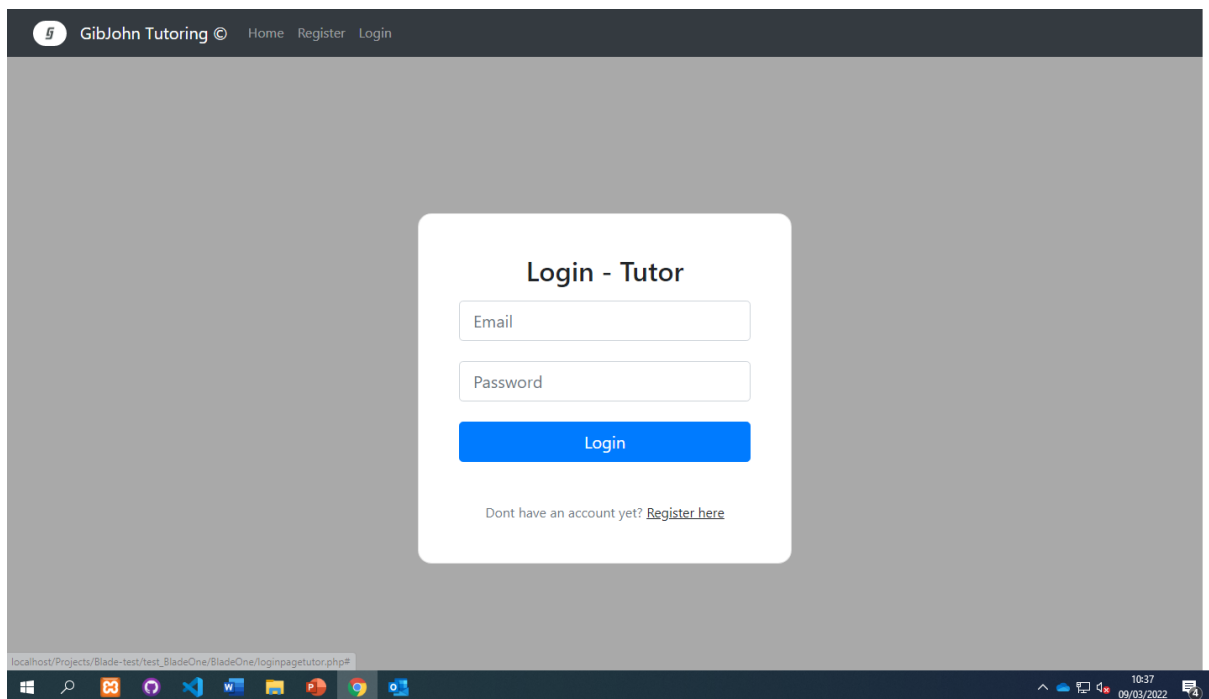 GibJohn Tutoring © Home Register Login
Login - Tutor
Email
Password
Login
Dont have an account yet? Register here
localhost/Projects/Blade-test/test_BladeOne/BladeOne/loginpagetutor.php#
10:37
09/03/2022
4